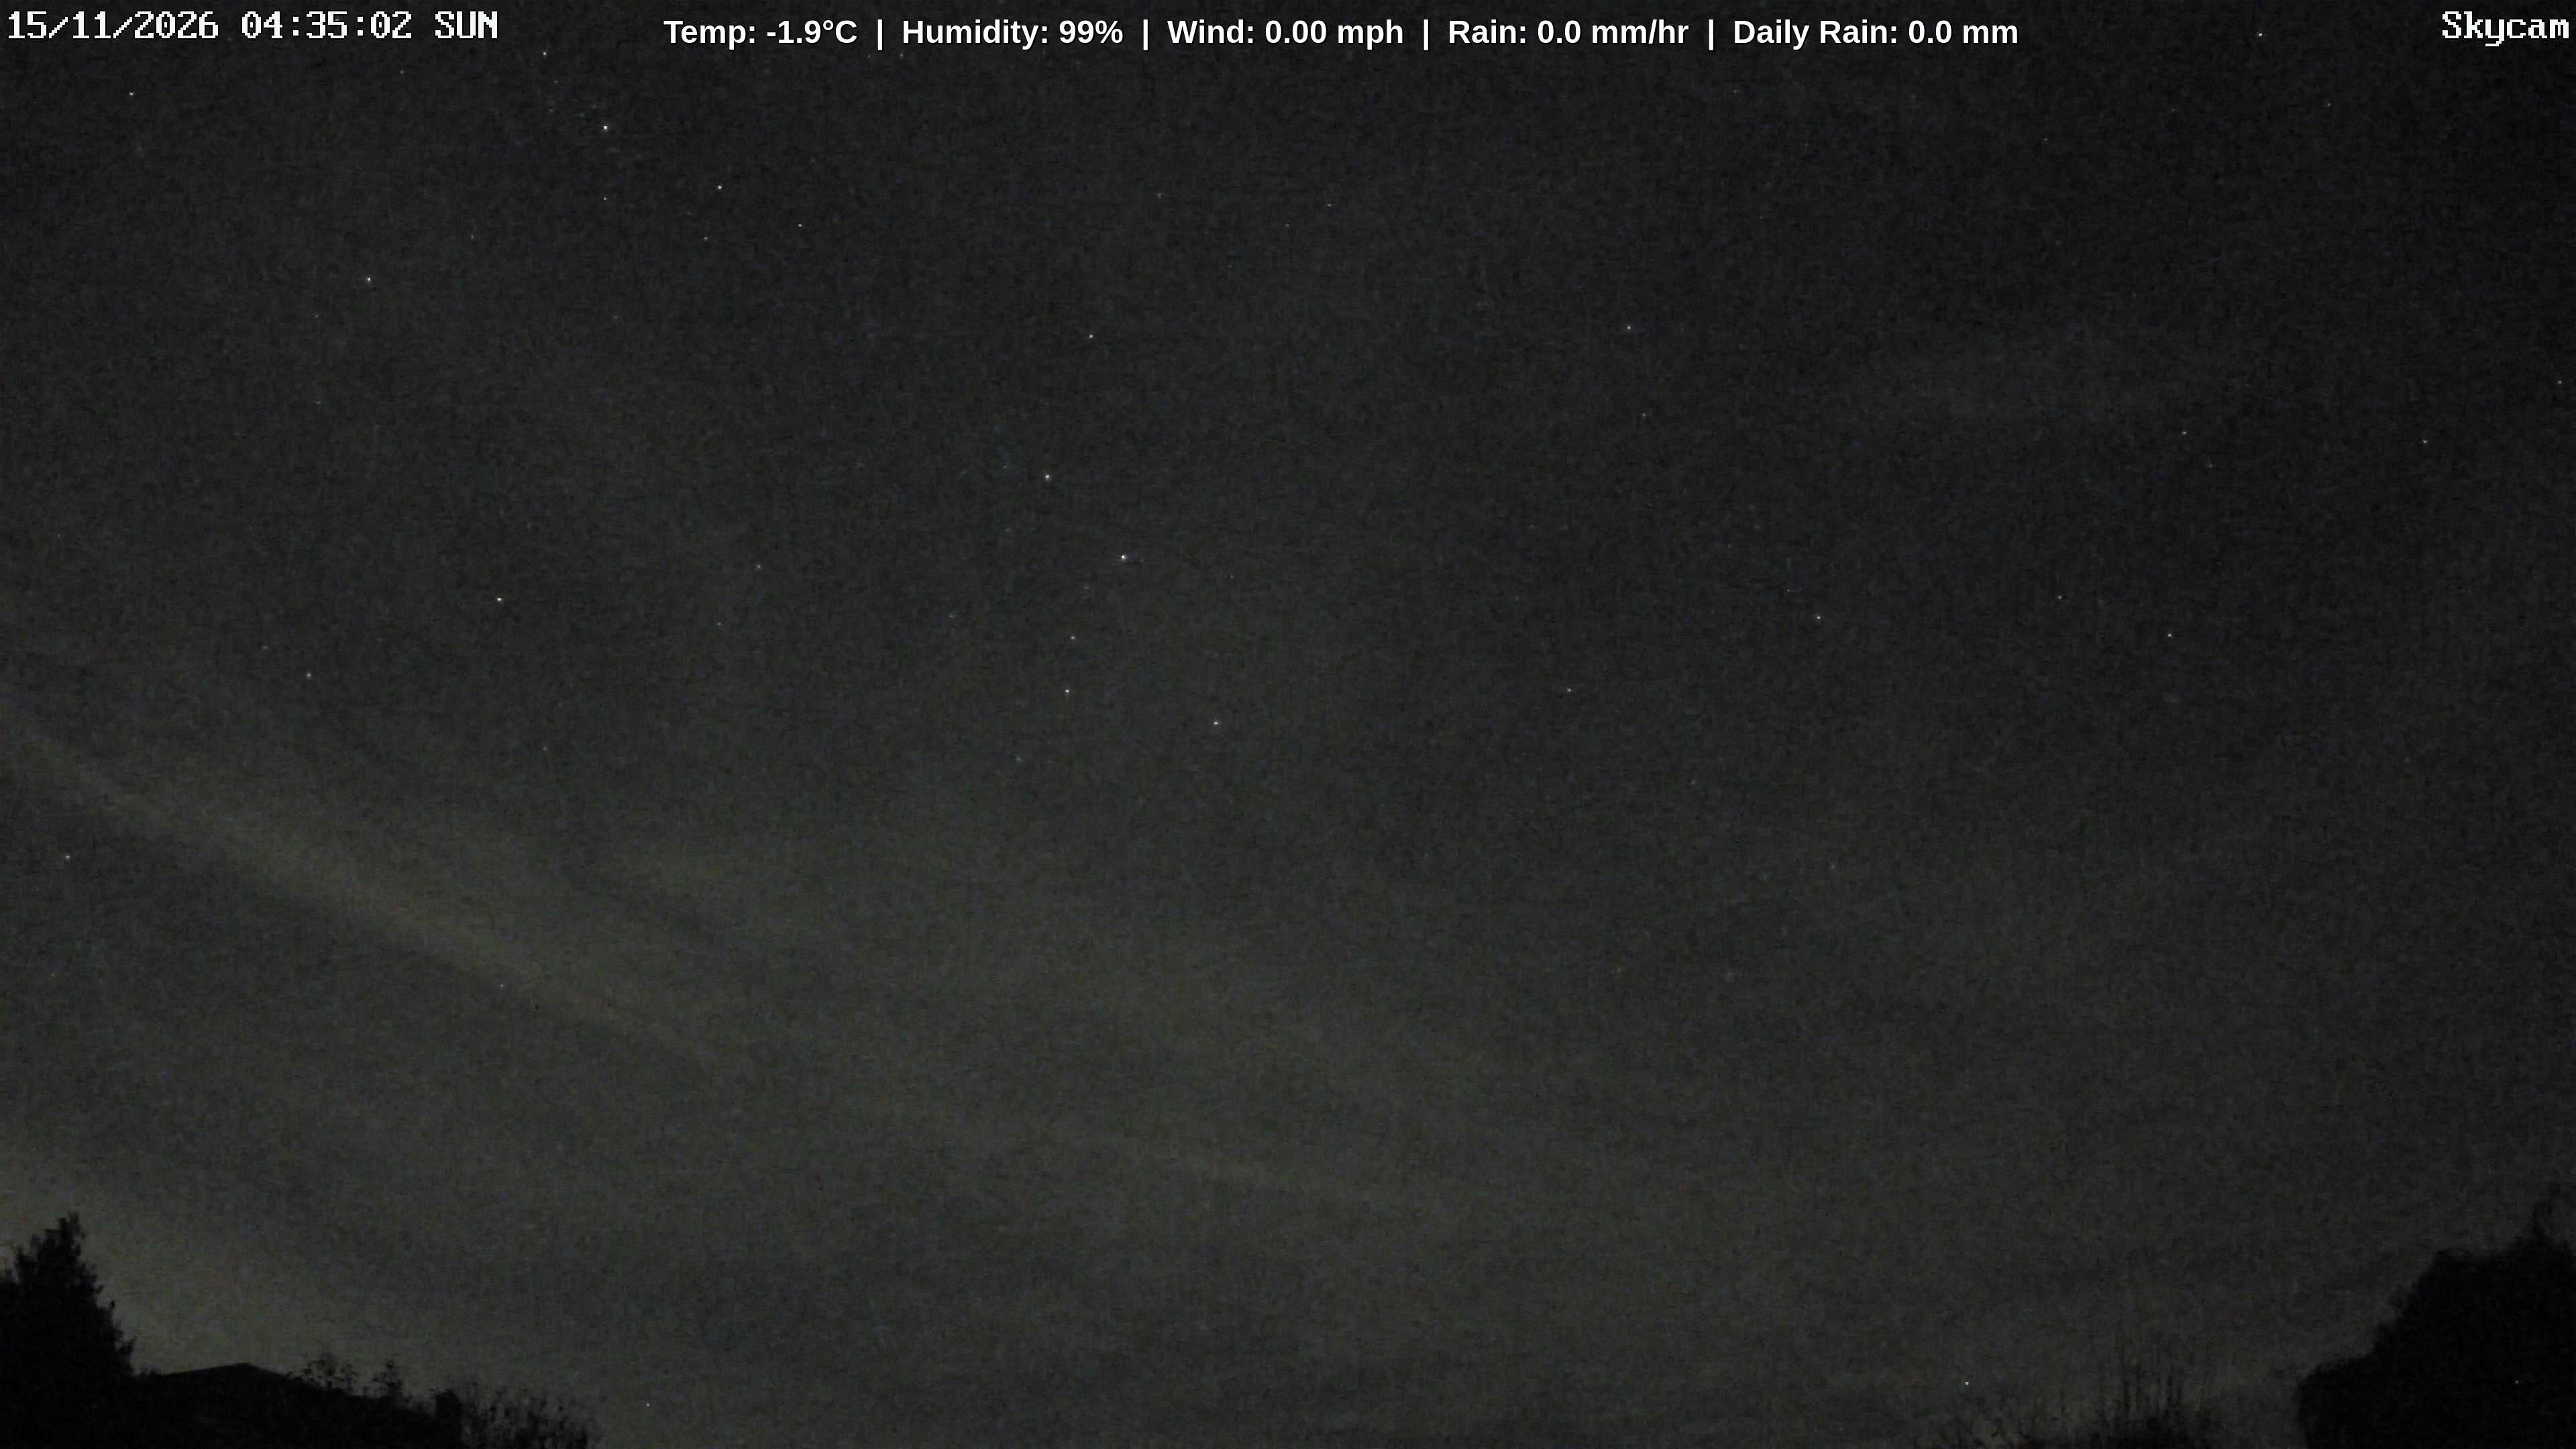 15/11/2026 04:35:02 SUN
Temp: -1.9°C | Humidity: 99% | Wind: 0.00 mph | Rain: 0.0 mm/hr | Daily Rain: 0.0 mm
Skycam